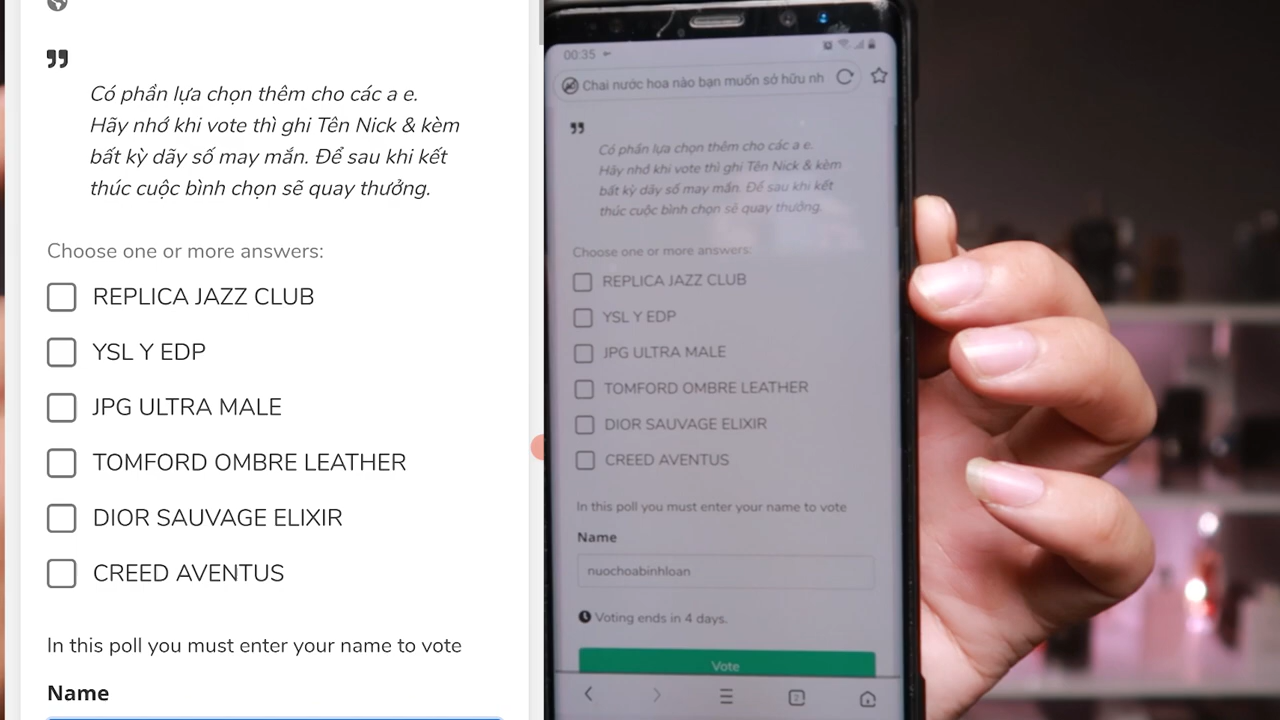 Có phần lựa chọn thêm cho các a e.
Hãy nhớ khi vote thì ghi Tên Nick & kèm
bất kỳ dãy số may mắn. Để sau khi kết
thúc cuộc bình chọn sẽ quay thưởng.
Choose one or more answers:
REPLICA JAZZ CLUB
YSL Y EDP
JPG ULTRA MALE
TOMFORD OMBRE LEATHER
DIOR SAUVAGE ELIXIR
CREED AVENTUS
In this poll you must enter your name to vote
Name
00:35
Chai nước hoa nào bạn muốn sở hữu nh
Có phần lựa chọn thêm cho các a e.
Hãy nhớ khi vote thì ghi Tên Nick & kèm
bất kỳ dãy số may mắn. Để sau khi kết
thúc cuộc bình chọn sẽ quay thưởng.
Choose one or more answers:
REPLICA JAZZ CLUB
YSL Y EDP
JPG ULTRA MALE
TOMFORD OMBRE LEATHER
DIOR SAUVAGE ELIXIR
CREED AVENTUS
In this poll you must enter your name to vote
Name
nuochoabinhloan
Voting ends in 4 days.
Vote
2